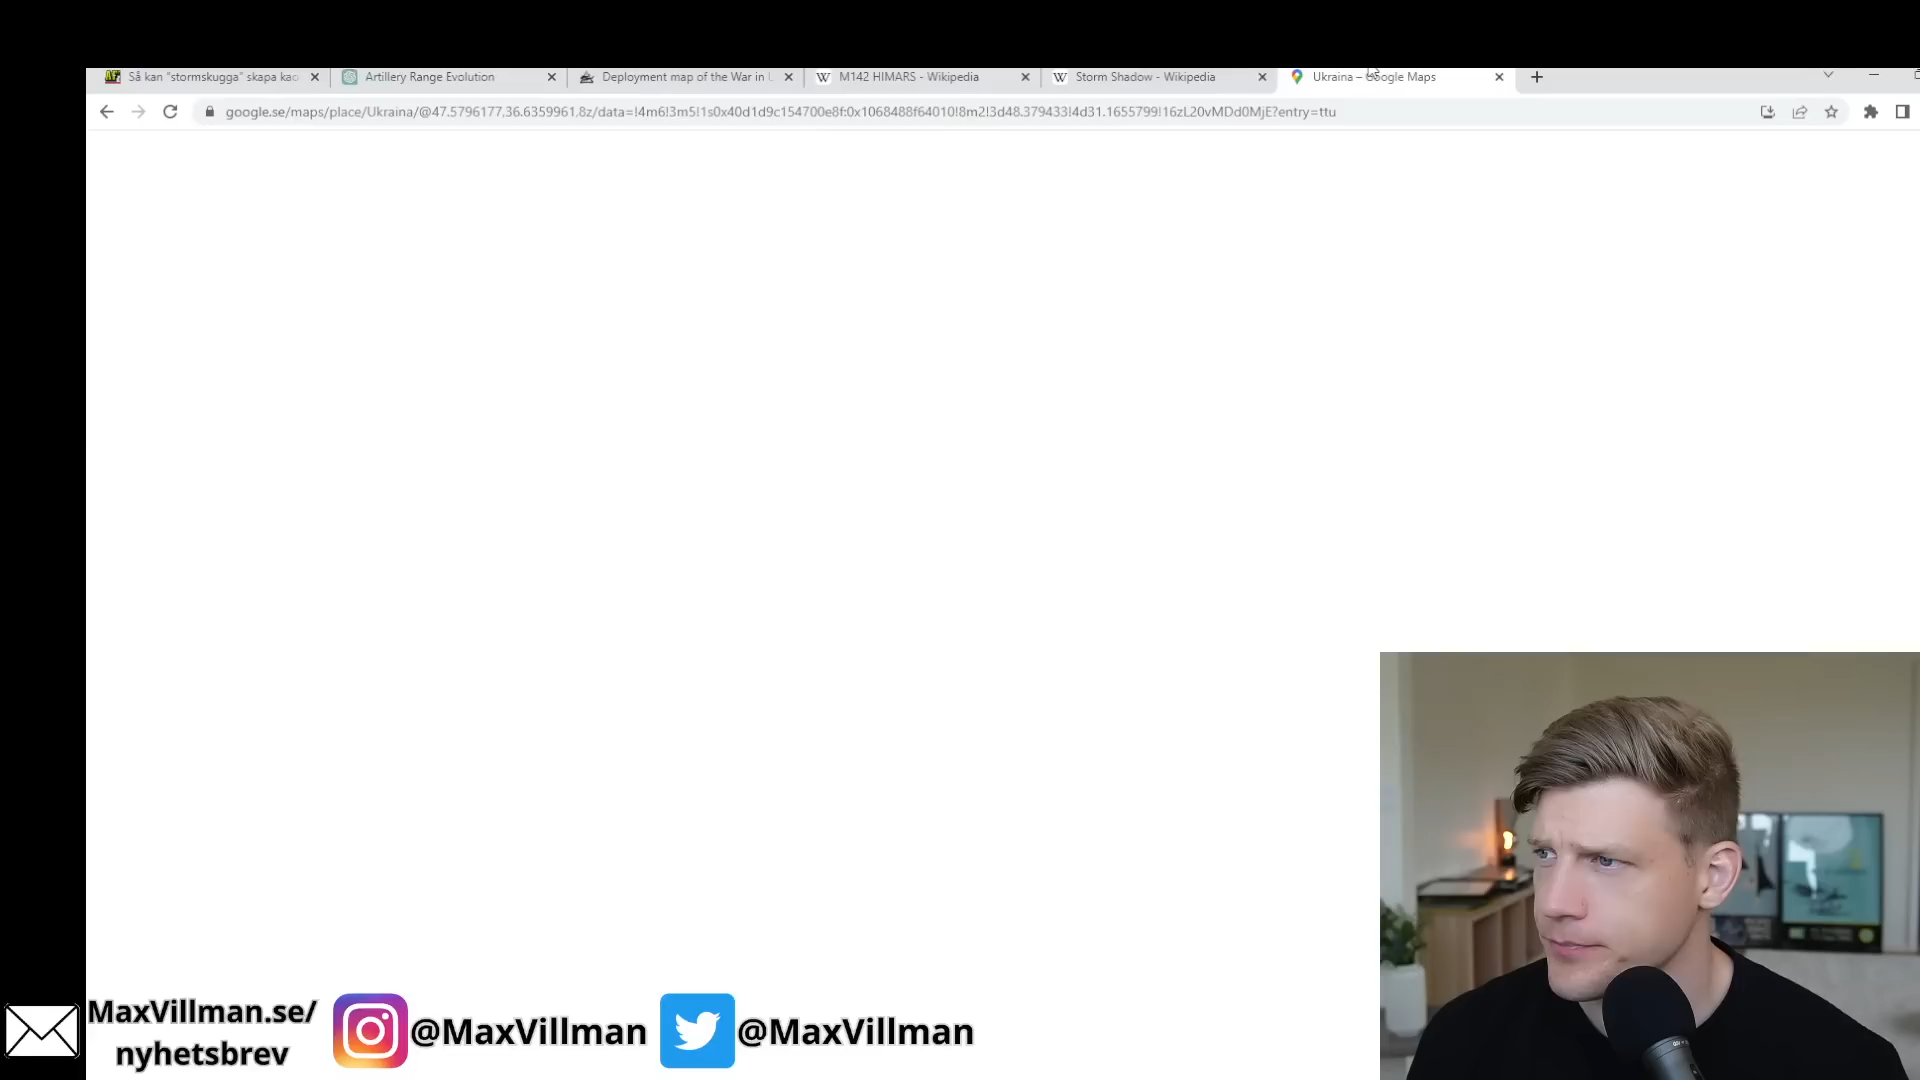 Så kan "stormskugga" skapa kao
Artillery Range Evolution
Deployment map of the War in U
M142 HIMARS - Wikipedia
Storm Shadow - Wikipedia
Ukraina – Google Maps
google.se/maps/place/Ukraina/@47.5796177,36.6359961,8z/data=!4m6!3m5!1s0x40d1d9c154700e8f:0x1068488f64010!8m2!3d48.379433!4d31.1655799!16zL20vMDd0MjE?entry=ttu
MaxVillman.se/
nyhetsbrev
@MaxVillman
@MaxVillman